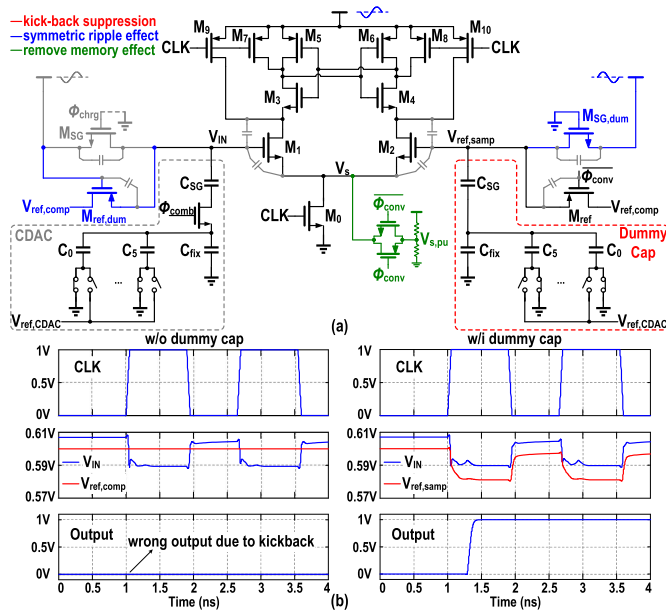 kick-back suppression
symmetric ripple effect
remove memory effect
M9
M7
M5
M6
M8
M10
CLK
CLK
Φchrg
MSG
M3
M4
MSG,dum
VIN
M1
M2
Vref,samp
Vs
CSG
CSG
Φconv
Φconv
Vref,comp
Mref,dum
Φcomb
CLK
M0
Vs,pu
Φconv
Mref
Vref,comp
CDAC
C0
C5
Cfix
Cfix
C5
C0
Dummy
Cap
...
...
Vref,CDAC
(a)
Vref,CDAC
w/o dummy cap
w/i dummy cap
1V
CLK
0.5V
0V
1V
CLK
0.5V
0V
0.61V
0.59V
VIN
Vref,comp
0.57V
0.61V
0.59V
VIN
Vref,samp
0.57V
1V
Output
0.5V
wrong output due to kickback
0V
1V
Output
0.5V
0V
0 0.5 1 1.5 2 2.5 3 3.5 4
Time (ns)
(b)
0 0.5 1 1.5 2 2.5 3 3.5 4
Time (ns)